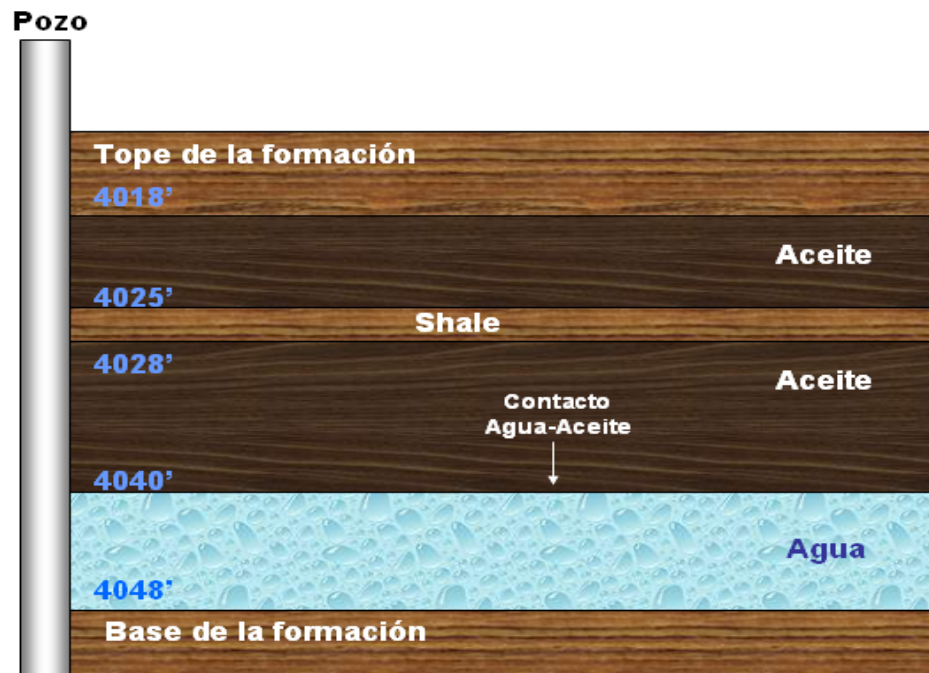 Pozo
Tope de la formación
4018’
Aceite
4025’
Shale
4028’
Aceite
Contacto
Agua-Aceite
4040’
Agua
4048’
Base de la formación